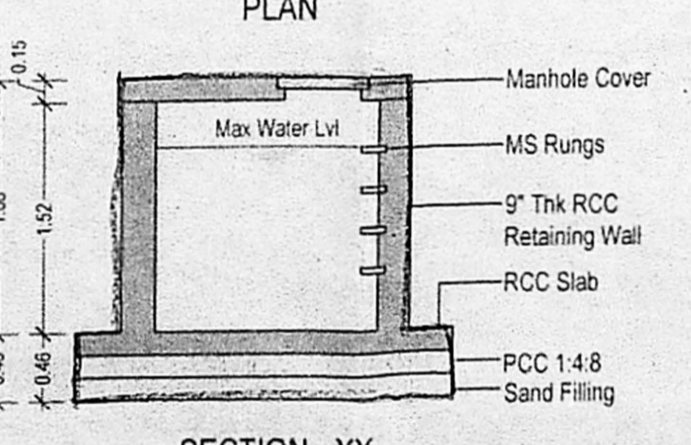 PLAN
0.15
Manhole Cover
Max Water Lvl
MS Rungs
1.52
9" Thk RCC
Retaining Wall
RCC Slab
0.46
PCC 1:4:8
Sand Filling
SECTION XX